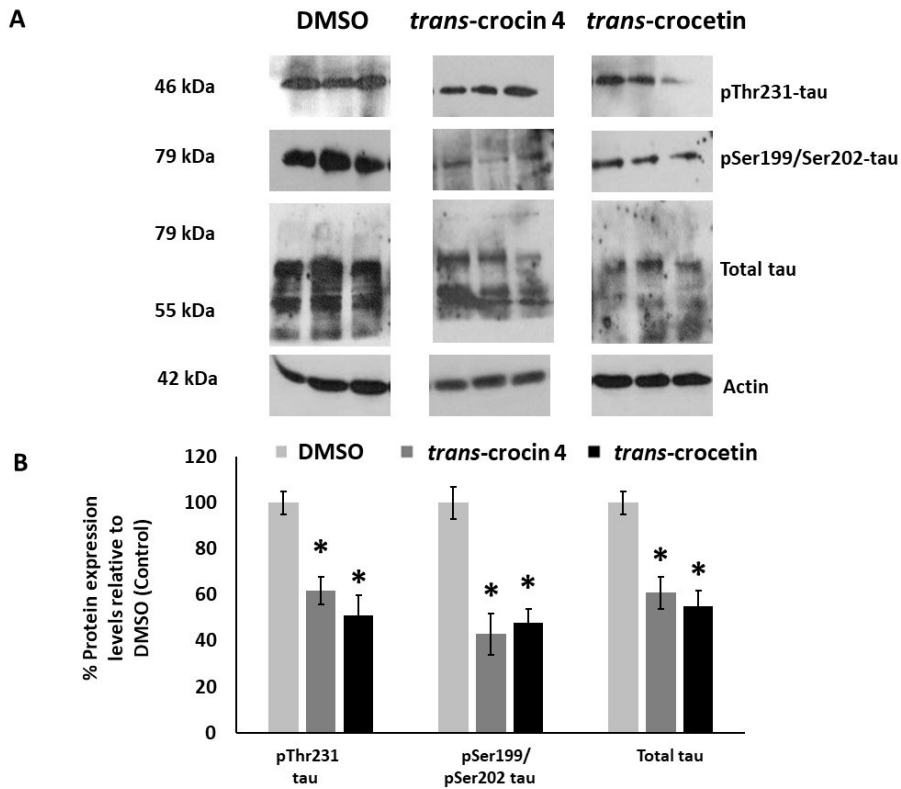 A
DMSO trans-crocin 4 trans-crocetin
46 kDa
pThr231-tau
79 kDa
pSer199/Ser202-tau
79 kDa
Total tau
55 kDa
42 kDa
Actin
B
DMSO trans-crocin 4 trans-crocetin
% Protein expression
levels relative to
DMSO (Control)
120
100
80
60
40
20
0
* *
* *
* *
pThr231
tau
pSer199/
pSer202 tau
Total tau